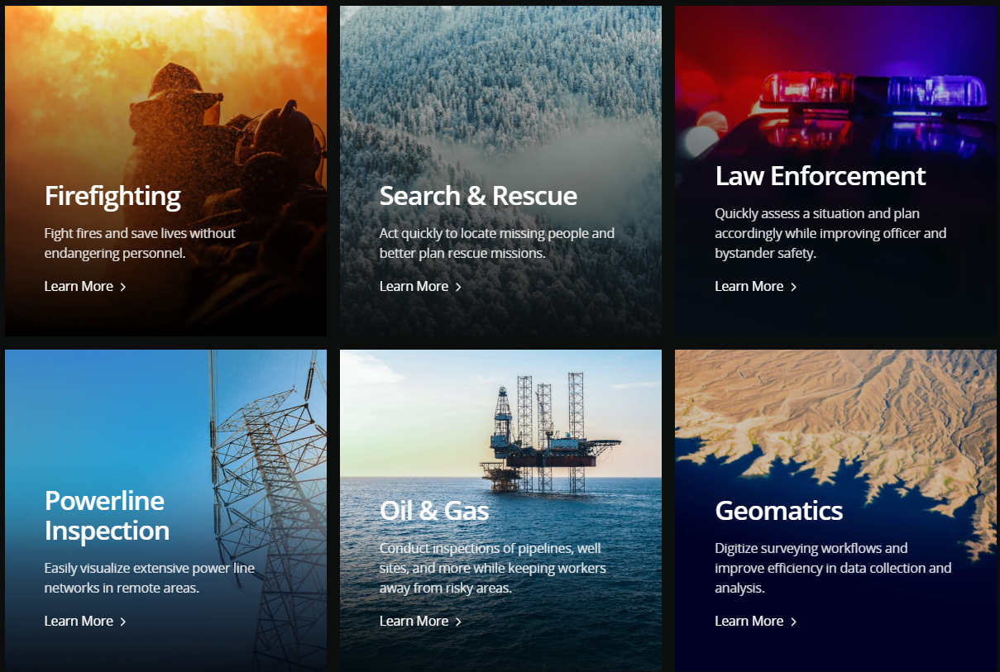 Firefighting
Fight fires and save lives without
endangering personnel.
Learn More
Search & Rescue
Act quickly to locate missing people and
better plan rescue missions.
Learn More
Law Enforcement
Quickly assess a situation and plan
accordingly while improving officer and
bystander safety.
Learn More
Powerline
Inspection
Easily visualize extensive power line
networks in remote areas.
Learn More
Oil & Gas
Conduct inspections of pipelines, well
sites, and more while keeping workers
away from risky areas.
Learn More
Geomatics
Digitize surveying workflows and
improve efficiency in data collection and
analysis.
Learn More